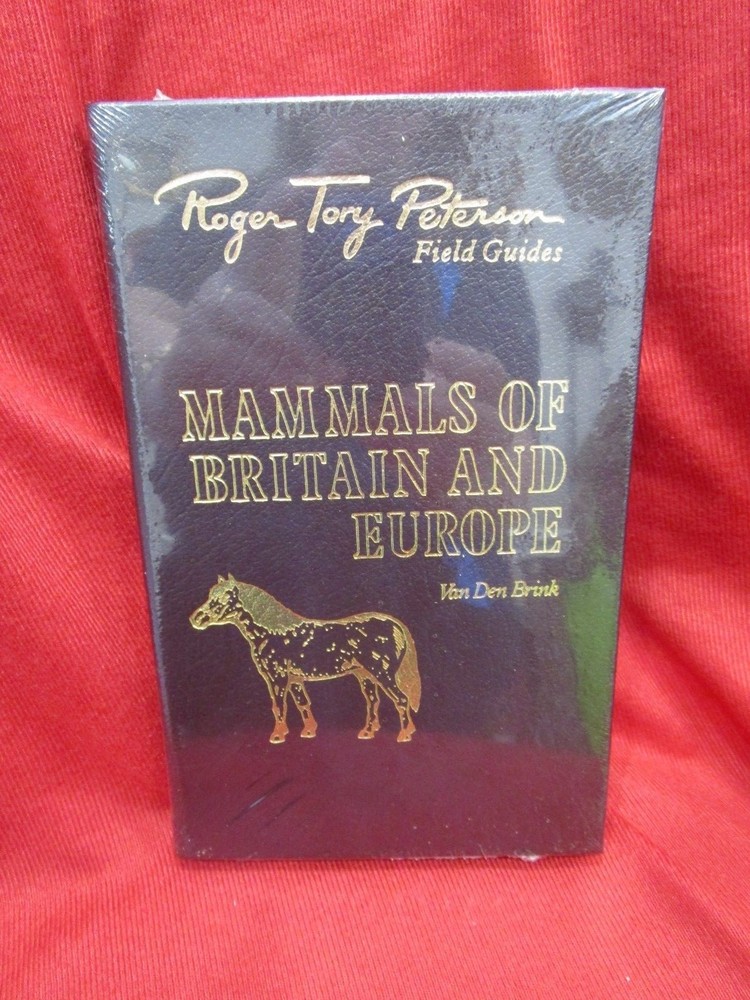 Roger Tory Peterson
Field Guides
MAMMALS OF
BRITAIN AND
EUROPE
Van Den Brink